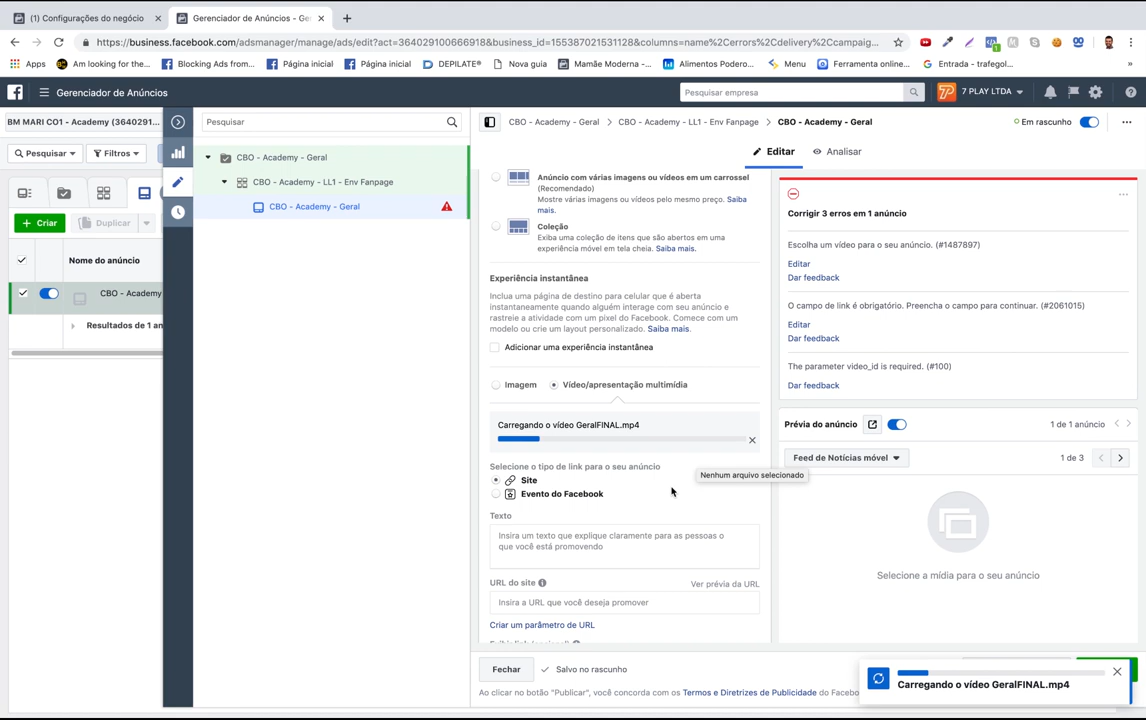 (1) Configurações do negócio
Gerenciador de Anúncios - Ge
https://business.facebook.com/adsmanager/manage/ads/edit?act=364029100666918&business_id=155387021531128&columns=name%2Cerrors%2Cdelivery%2Ccampaig...
Apps
Am looking for the...
Blocking Ads from...
Página inicial
Página inicial
DEPILATE®
Nova guia
Mamãe Moderna -...
Alimentos Podero...
Menu
Ferramenta online...
Entrada - trafegol...
Gerenciador de Anúncios
Pesquisar empresa
7 PLAY LTDA
BM MARI CO1 - Academy (3640291...
Pesquisar
CBO - Academy - Geral > CBO - Academy - LL1 - Env Fanpage > CBO - Academy - Geral
Em rascunho
Pesquisar
Filtros
Editar
Analisar
Criar
Duplicar
Nome do anúncio
CBO - Academy
Resultados de 1 an
CBO - Academy - Geral
CBO - Academy - LL1 - Env Fanpage
CBO - Academy - Geral
Anúncio com várias imagens ou vídeos em um carrossel
(Recomendado)
Mostre várias imagens ou vídeos pelo mesmo preço. Saiba
mais.
Coleção
Exiba uma coleção de itens que são abertos em uma
experiência móvel em tela cheia. Saiba mais.
Experiência instantânea
Inclua uma página de destino para celular que é aberta
instantaneamente quando alguém interage com seu anúncio e
rastreie a atividade com um pixel do Facebook. Comece com um
modelo ou crie um layout personalizado. Saiba mais.
Adicionar uma experiência instantânea
Imagem
Vídeo/apresentação multimídia
Carregando o vídeo GeralFINAL.mp4
Selecione o tipo de link para o seu anúncio
Site
Evento do Facebook
Nenhum arquivo selecionado
Texto
Insira um texto que explique claramente para as pessoas o
que você está promovendo
URL do site
Ver prévia da URL
Insira a URL que você deseja promover
Criar um parâmetro de URL
Corrigir 3 erros em 1 anúncio
Escolha um vídeo para o seu anúncio. (#1487897)
Editar
Dar feedback
O campo de link é obrigatório. Preencha o campo para continuar. (#2061015)
Editar
Dar feedback
The parameter video_id is required. (#100)
Dar feedback
Prévia do anúncio
1 de 1 anúncio
Feed de Notícias móvel
1 de 3
Selecione a mídia para o seu anúncio
Fechar
Salvo no rascunho
Ao clicar no botão "Publicar", você concorda com os Termos e Diretrizes de Publicidade do Facebo
Carregando o vídeo GeralFINAL.mp4